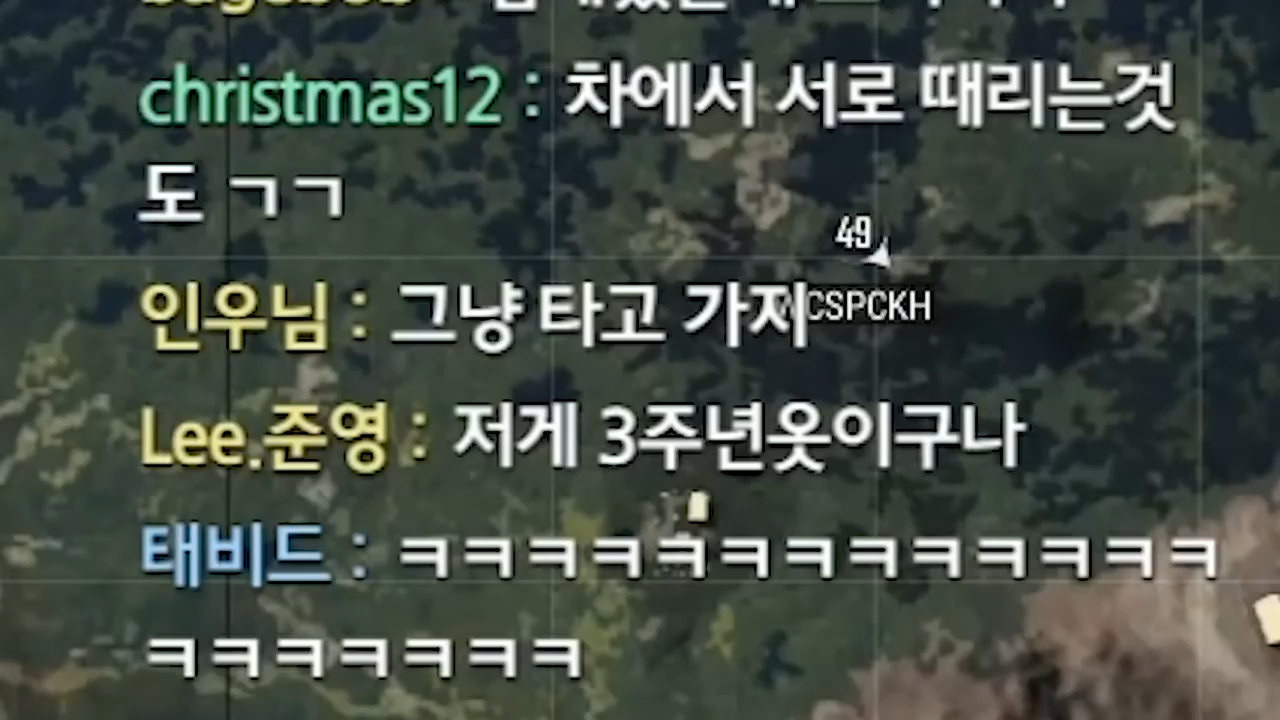 christmas12 : 차에서 서로 때리는것
도 ㄱㄱ
49
인우님 : 그냥 타고 가지
CSPCKH
Lee.준영 : 저게 3주년옷이구나
태비드 : ㅋㅋㅋㅋㅋㅋㅋㅋㅋㅋㅋㅋㅋ
ㅋㅋㅋㅋㅋㅋㅋ